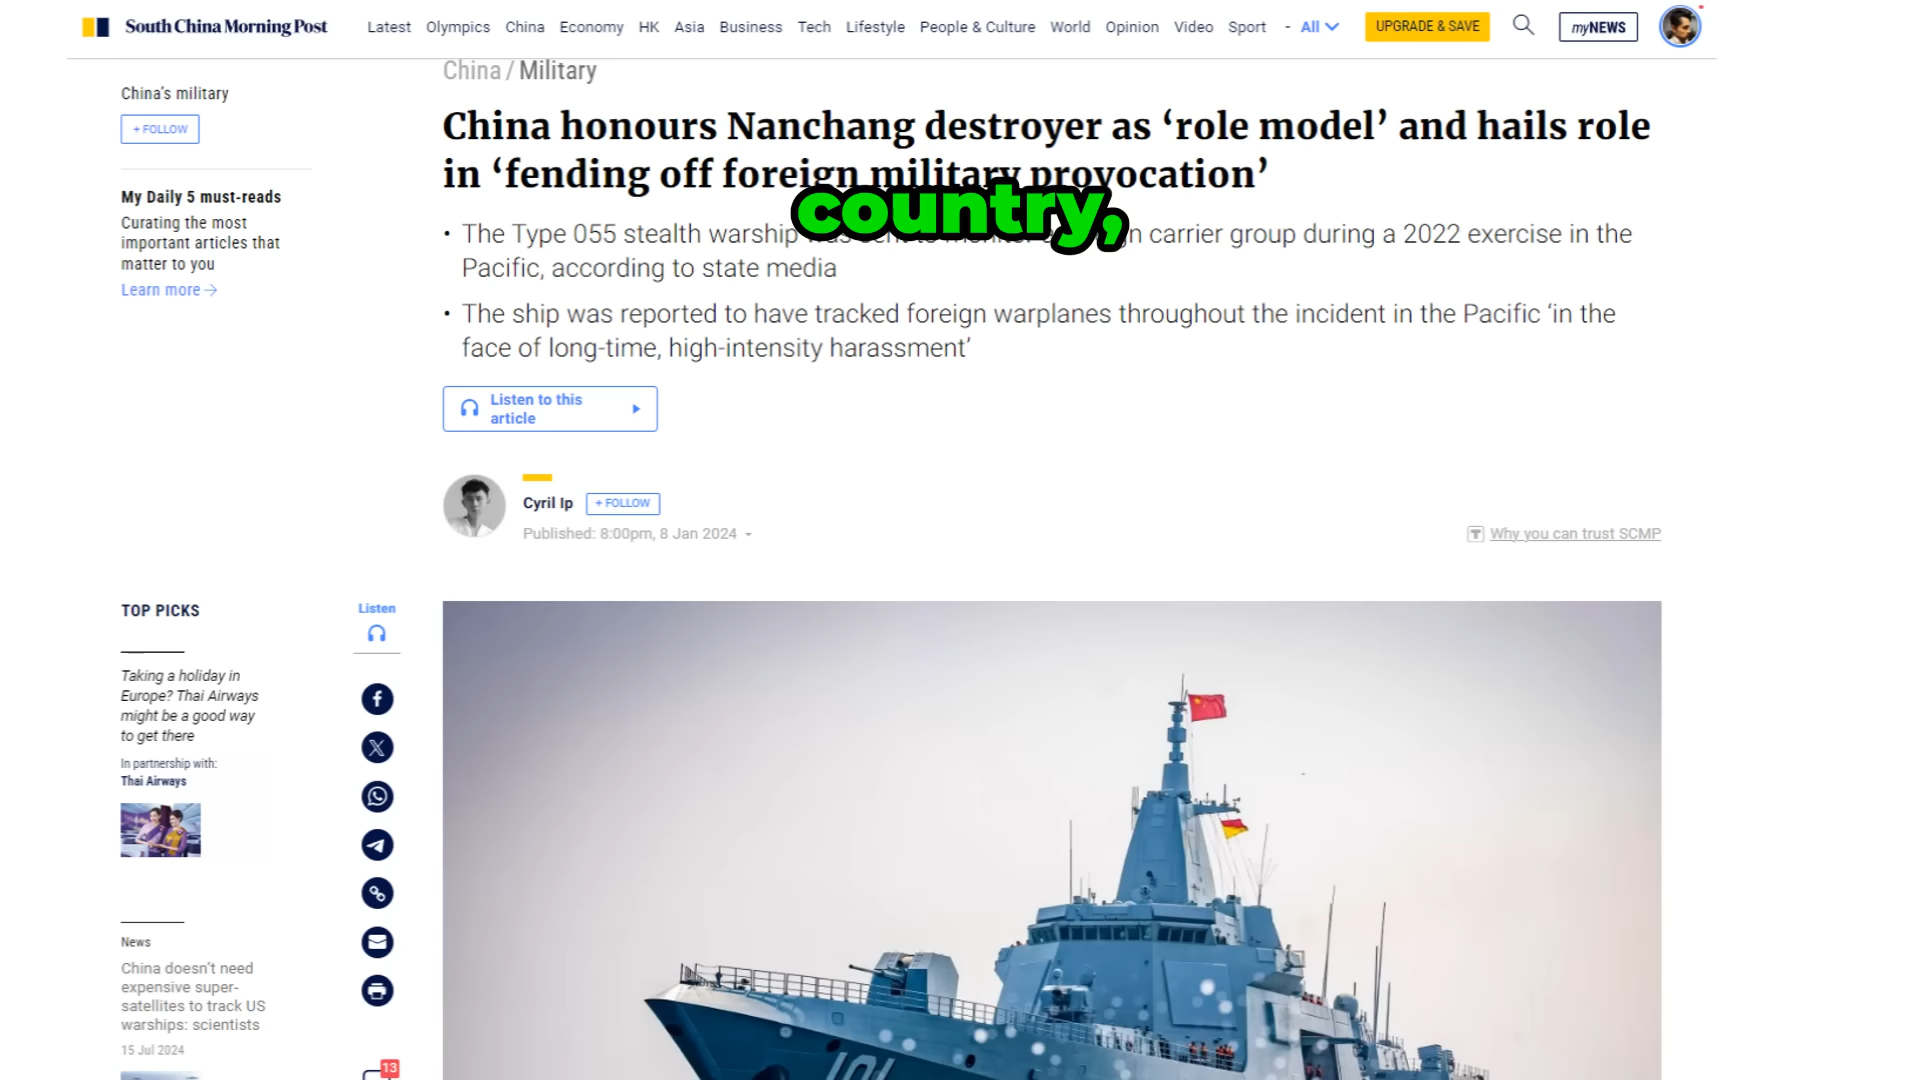 South China Morning Post
Latest Olympics China Economy HK Asia Business Tech Lifestyle People & Culture World Opinion Video Sport - All
UPGRADE & SAVE
myNEWS
China / Military
China's military
+ FOLLOW
My Daily 5 must-reads
Curating the most
important articles that
matter to you
Learn more
China honours Nanchang destroyer as ‘role model’ and hails role
in ‘fending off foreign military provocation’
country,
• The Type 055 stealth warship was sent to monitor carrier group during a 2022 exercise in the
Pacific, according to state media
• The ship was reported to have tracked foreign warplanes throughout the incident in the Pacific ‘in the
face of long-time, high-intensity harassment’
Listen to this
article
Cyril Ip
+ FOLLOW
Published: 8:00pm, 8 Jan 2024
Why you can trust SCMP
TOP PICKS
Taking a holiday in
Europe? Thai Airways
might be a good way
to get there
In partnership with:
Thai Airways
News
China doesn’t need
expensive super-
satellites to track US
warships: scientists
15 Jul 2024
Listen
13
101